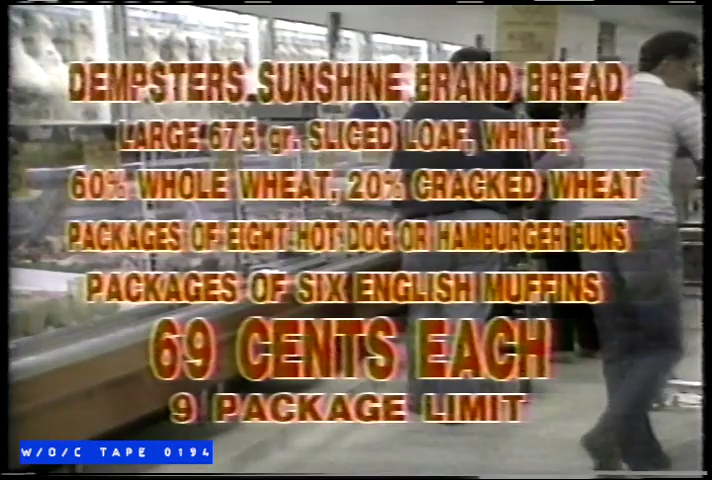 DEMPSTERS SUNSHINE BRAND BREAD
LARGE 675 gr. SLICED LOAF, WHITE,
60% WHOLE WHEAT, 20% CRACKED WHEAT
PACKAGES OF EIGHT HOT DOG OR HAMBURGER BUNS
PACKAGES OF SIX ENGLISH MUFFINS
69 CENTS EACH
9 PACKAGE LIMIT
W/O/C TAPE 0194